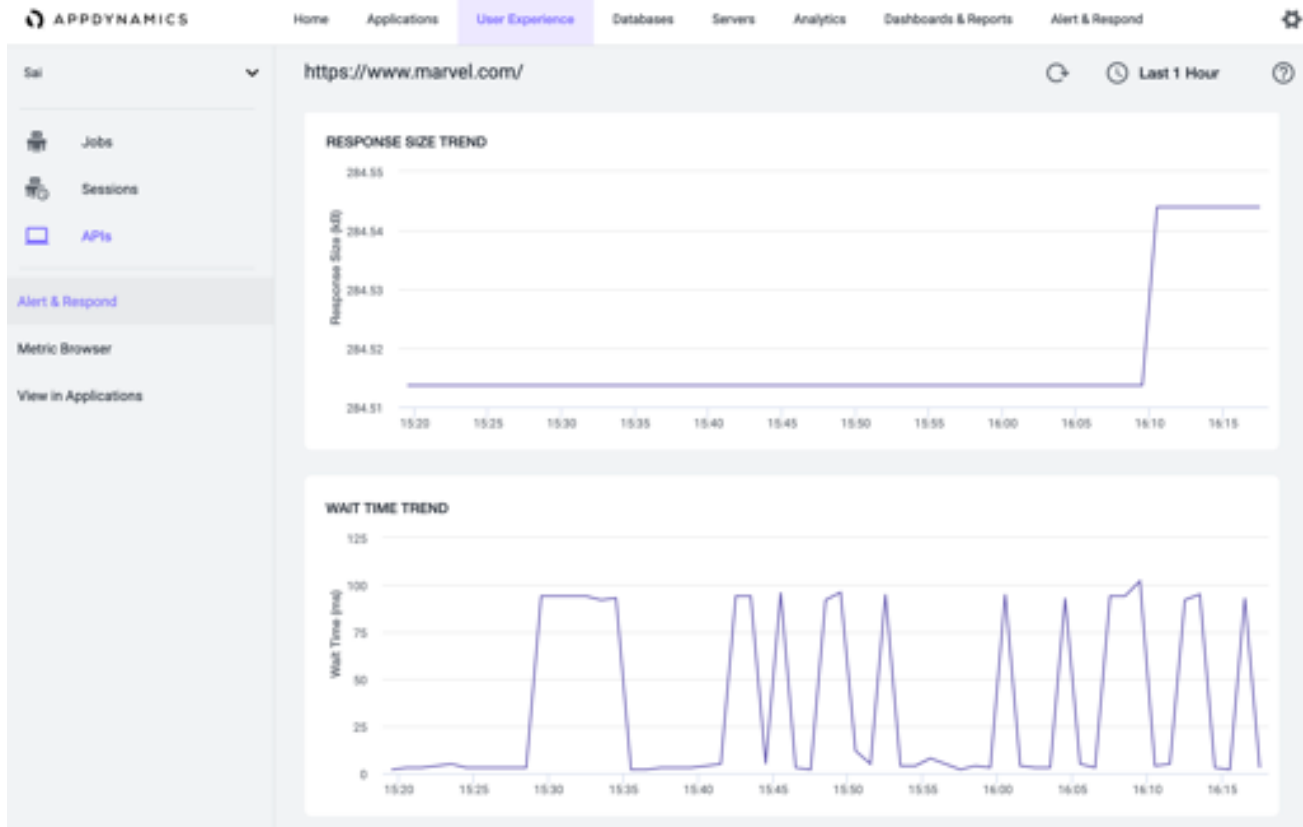 APPDYNAMICS Home Applications User Experience Databases Servers Analytics Dashboards & Reports Alert & Respond
Sai
https://www.marvel.com/ Last 1 Hour
Jobs
Sessions
APIs
Alert & Respond
Metric Browser
View in Applications
RESPONSE SIZE TREND
Response Size (kB)
284.55
284.54
284.53
284.52
284.51
15:20 15:25 15:30 15:35 15:40 15:45 15:50 15:55 16:00 16:05 16:10 16:15
WAIT TIME TREND
Wait Time (ms)
125
100
75
50
25
0
15:20 15:25 15:30 15:35 15:40 15:45 15:50 15:55 16:00 16:05 16:10 16:15